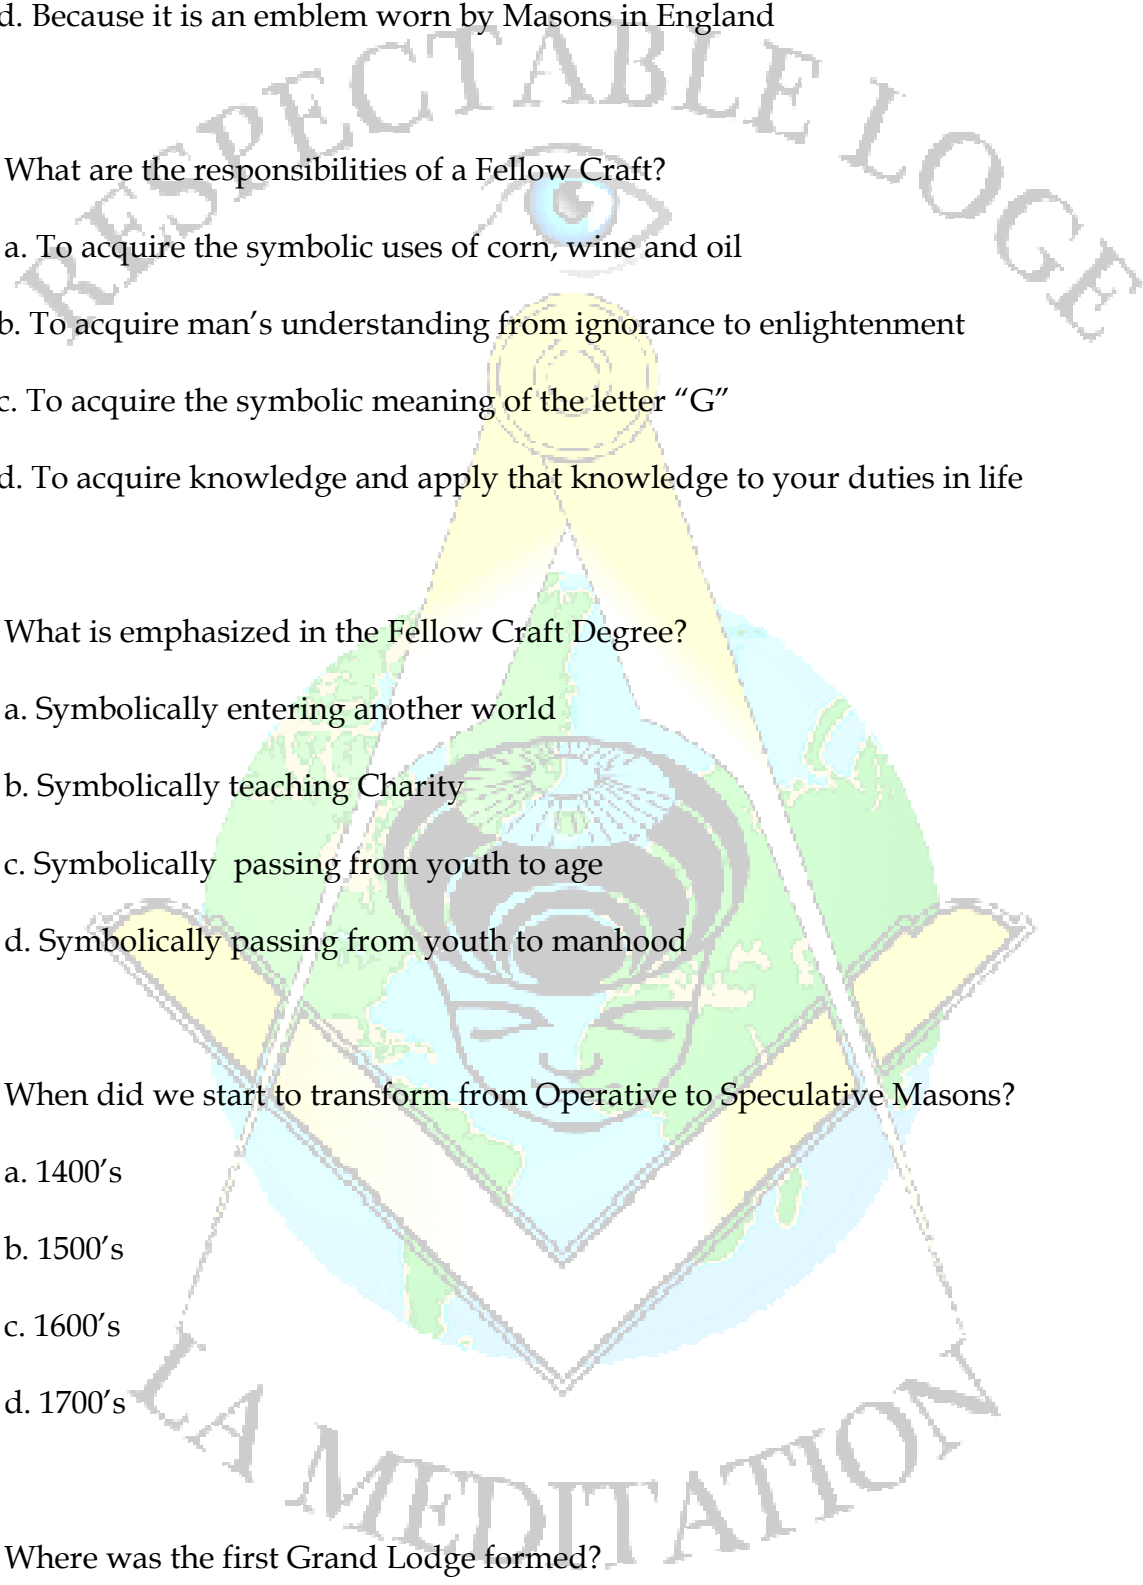 d. Because it is an emblem worn by Masons in England
RESPECTABLE LOGE
What are the responsibilities of a Fellow Craft?
a. To acquire the symbolic uses of corn, wine and oil
b. To acquire man’s understanding from ignorance to enlightenment
c. To acquire the symbolic meaning of the letter “G”
d. To acquire knowledge and apply that knowledge to your duties in life
What is emphasized in the Fellow Craft Degree?
a. Symbolically entering another world
b. Symbolically teaching Charity
c. Symbolically  passing from youth to age
d. Symbolically passing from youth to manhood
When did we start to transform from Operative to Speculative Masons?
a. 1400’s
b. 1500’s
c. 1600’s
d. 1700’s
LA MEDITATION
Where was the first Grand Lodge formed?